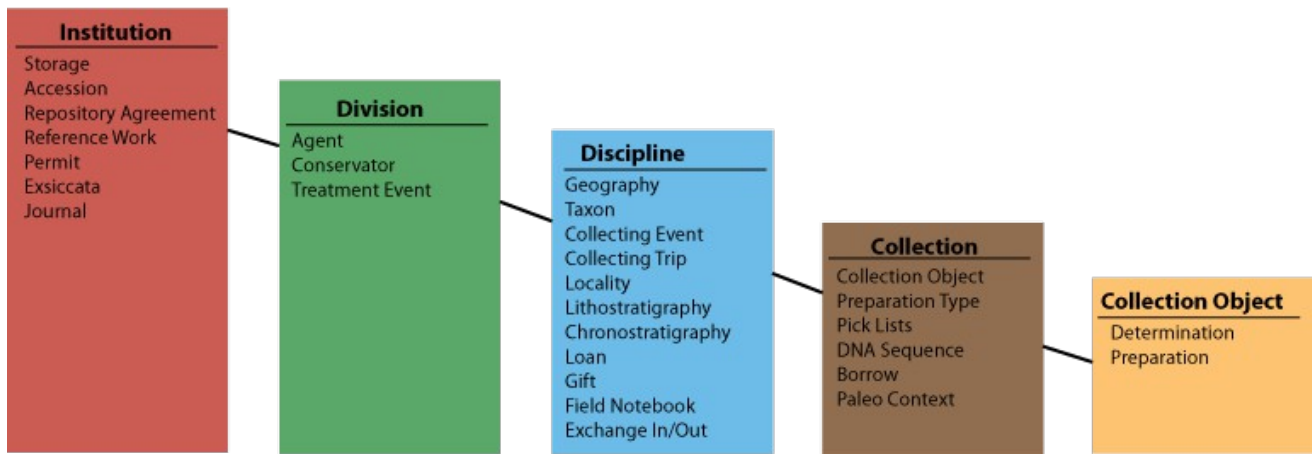 Institution
Storage
Accession
Repository Agreement
Reference Work
Permit
Exsiccata
Journal
Division
Agent
Conservator
Treatment Event
Discipline
Geography
Taxon
Collecting Event
Collecting Trip
Locality
Lithostratigraphy
Chronostratigraphy
Loan
Gift
Field Notebook
Exchange In/Out
Collection
Collection Object
Preparation Type
Pick Lists
DNA Sequence
Borrow
Paleo Context
Collection Object
Determination
Preparation